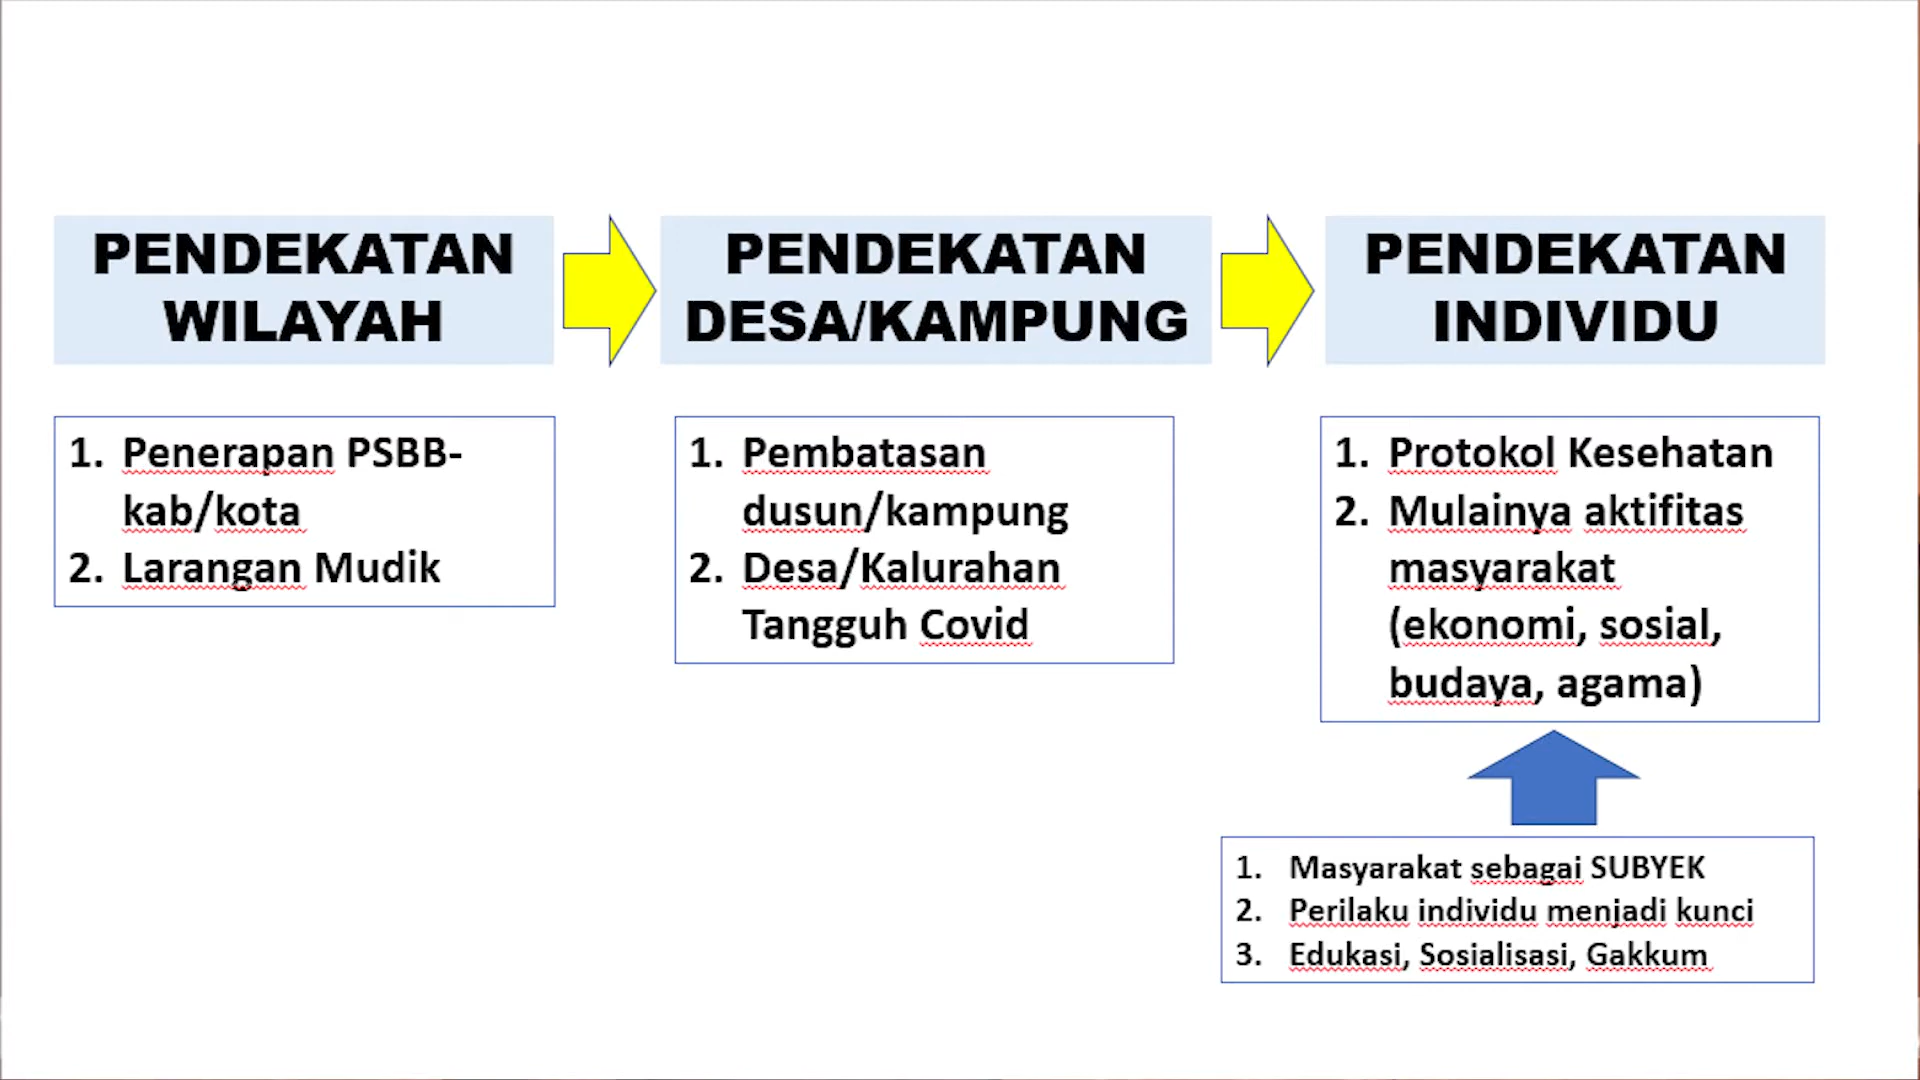 PENDEKATAN
WILAYAH
PENDEKATAN
DESA/KAMPUNG
PENDEKATAN
INDIVIDU
1. Penerapan PSBB-
kab/kota
2. Larangan Mudik
1. Pembatasan
dusun/kampung
2. Desa/Kalurahan
Tangguh Covid
1. Protokol Kesehatan
2. Mulainya aktifitas
masyarakat
(ekonomi, sosial,
budaya, agama)
1. Masyarakat sebagai SUBYEK
2. Perilaku individu menjadi kunci
3. Edukasi, Sosialisasi, Gakkum